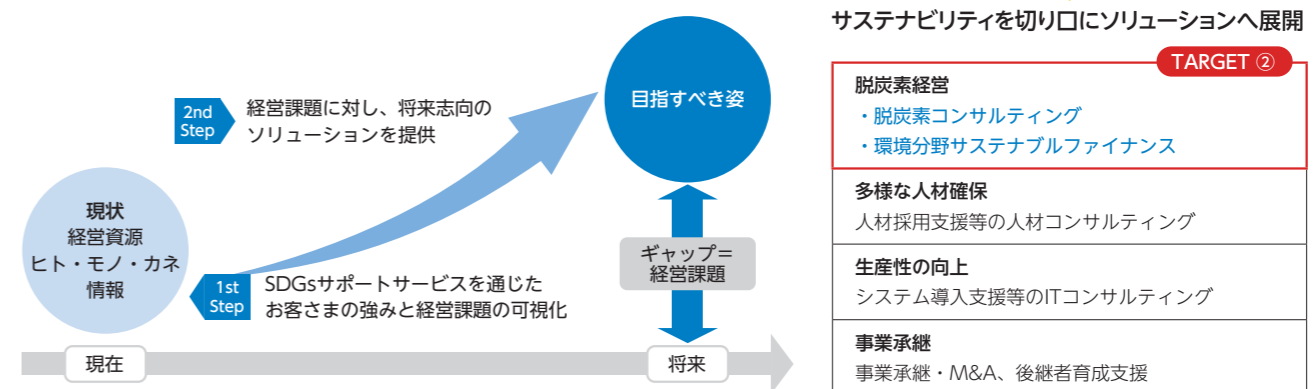 2nd
Step
経営課題に対し、将来志向の
ソリューションを提供
目指すべき姿
現状
経営資源
ヒト・モノ・カネ
情報
1st
Step
SDGsサポートサービスを通じた
お客さまの強みと経営課題の可視化
ギャップ＝
経営課題
現在
将来
サステナビリティを切り口にソリューションへ展開
TARGET ②
脱炭素経営
・脱炭素コンサルティング
・環境分野サステナブルファイナンス
多様な人材確保
人材採用支援等の人材コンサルティング
生産性の向上
システム導入支援等のITコンサルティング
事業承継
事業承継・M&A、後継者育成支援